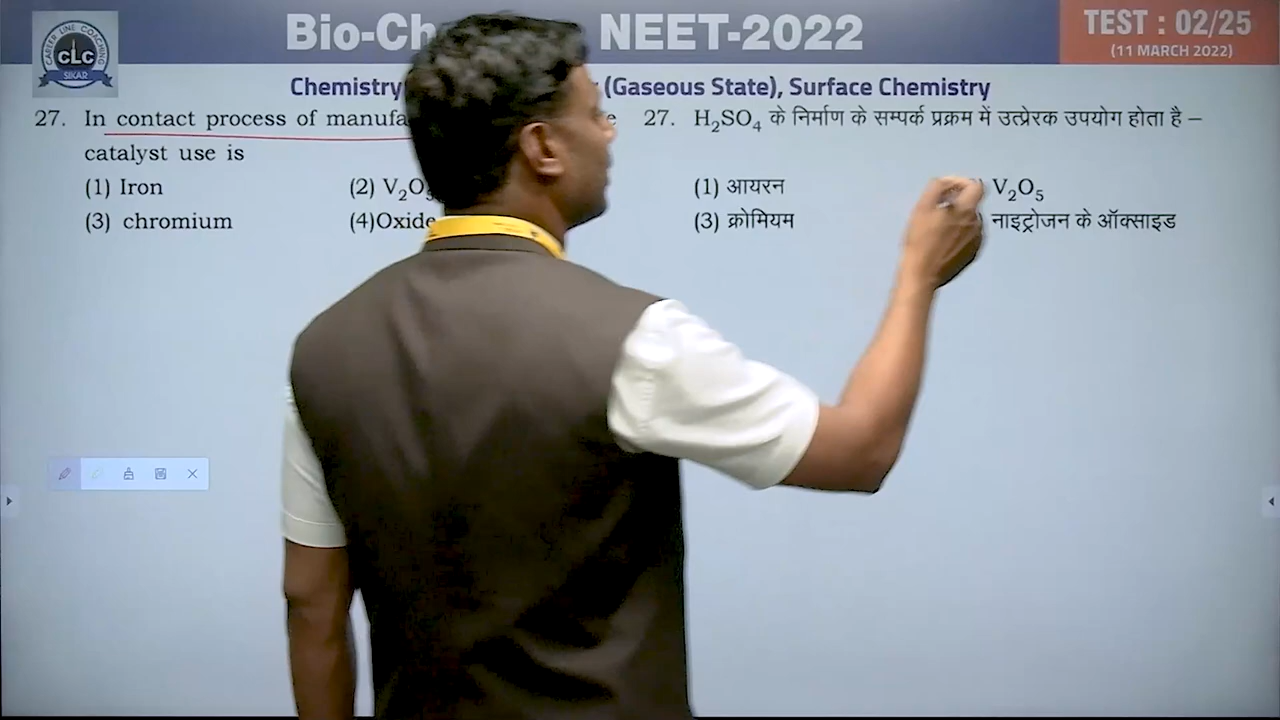 Bio-Ch NEET-2022
TEST : 02/25
(11 MARCH 2022)
CAREER LINE COACHING
CLC
SIKAR
Chemistry (Gaseous State), Surface Chemistry
27. In contact process of
catalyst use is
(1) Iron (2) V₂O₅
(3) chromium (4)Oxide
27. H₂SO₄ के निर्माण के सम्पर्क प्रक्रम में उत्प्रेरक उपयोग होता है –
(1) आयरन V₂O₅
(3) क्रोमियम नाइट्रोजन के ऑक्साइड